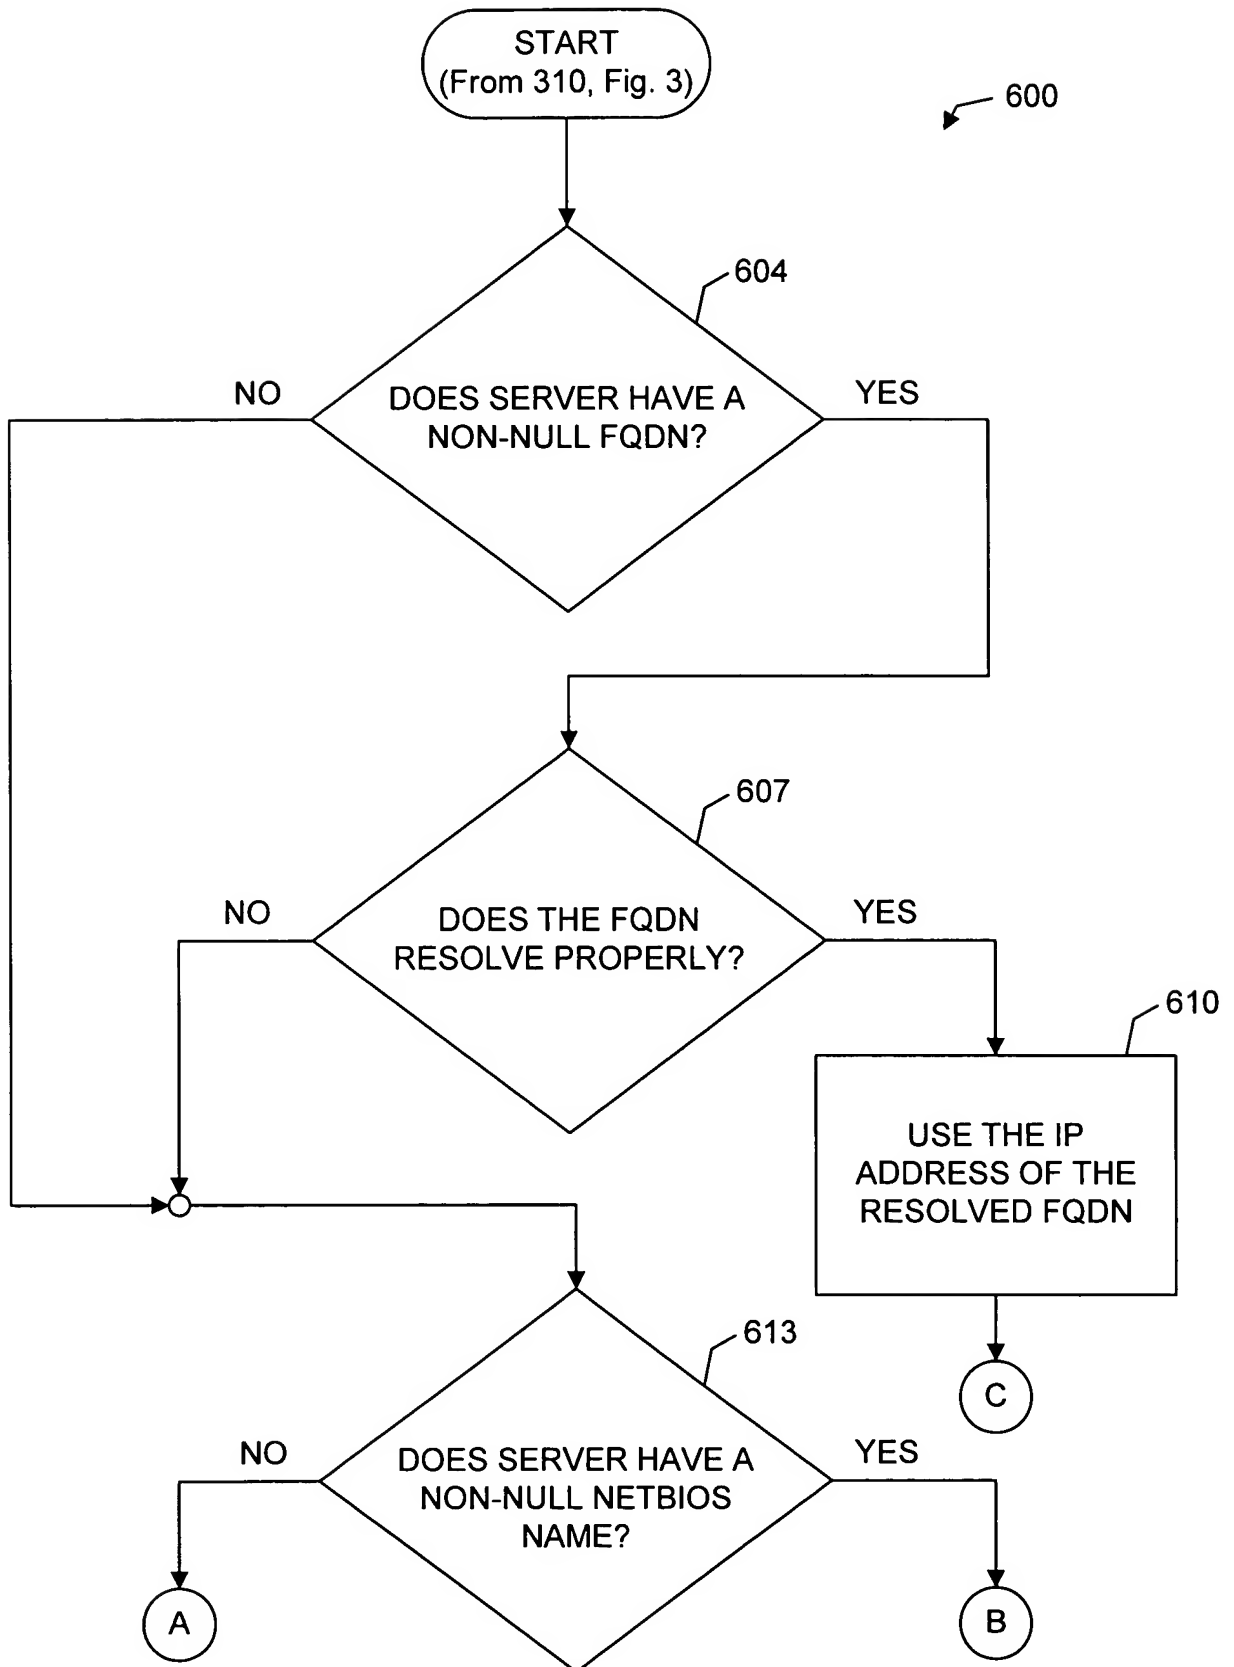 START
(From 310, Fig. 3)
600
604
NO
YES
DOES SERVER HAVE A
NON-NULL FQDN?
607
NO
YES
DOES THE FQDN
RESOLVE PROPERLY?
610
USE THE IP
ADDRESS OF THE
RESOLVED FQDN
613
C
NO
YES
DOES SERVER HAVE A
NON-NULL NETBIOS
NAME?
A
B